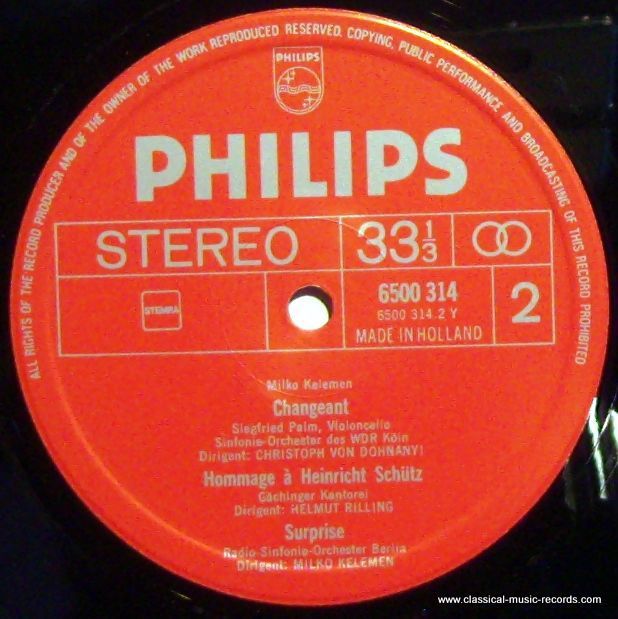 ALL RIGHTS OF THE RECORD PRODUCER AND OF THE OWNER OF THE WORK REPRODUCED RESERVED. COPYING, PUBLIC PERFORMANCE AND BROADCASTING OF THIS RECORD PROHIBITED
PHILIPS
PHILIPS
STEREO
33 1/3
STEMRA
6500 314
6500 314.2 Y
MADE IN HOLLAND
2
Milko Kelemen
Changeant
Siegfried Palm, Violoncello
Sinfonie-Orchester des WDR Köln
Dirigent: CHRISTOPH VON DOHNANYI
Hommage à Heinricht Schütz
Gächinger Kantorei
Dirigent: HELMUT RILLING
Surprise
Radio-Sinfonie-Orchester Berlin
Dirigent: MILKO KELEMEN
www.classical-music-records.com